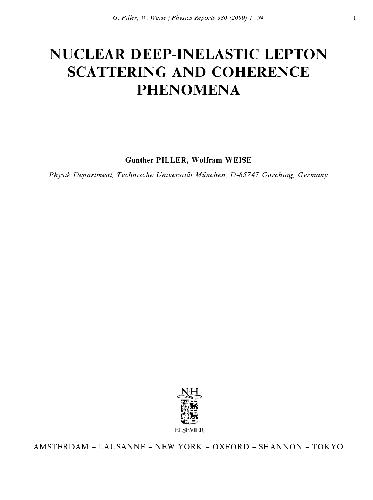 G. Piller, W. Weise / Physics Reports 330 (2000) 1–94
1
NUCLEAR DEEP-INELASTIC LEPTON
SCATTERING AND COHERENCE
PHENOMENA
Gunther PILLER, Wolfram WEISE
Physik Department, Technische Universität München, D-85747 Garching, Germany
NH
ELSEVIER
AMSTERDAM – LAUSANNE – NEW YORK – OXFORD – SHANNON – TOKYO